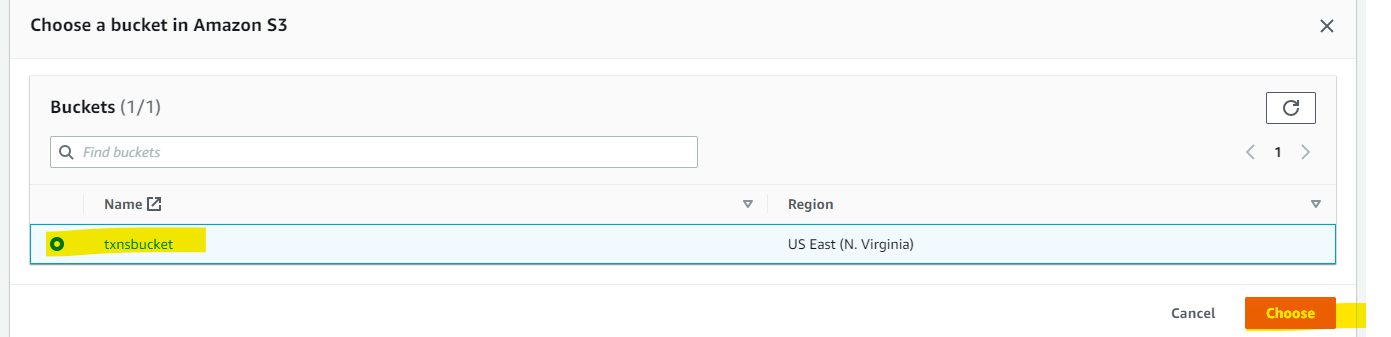 Choose a bucket in Amazon S3
Buckets (1/1)
Find buckets
1
Name Region
txnsbucket US East (N. Virginia)
Cancel Choose